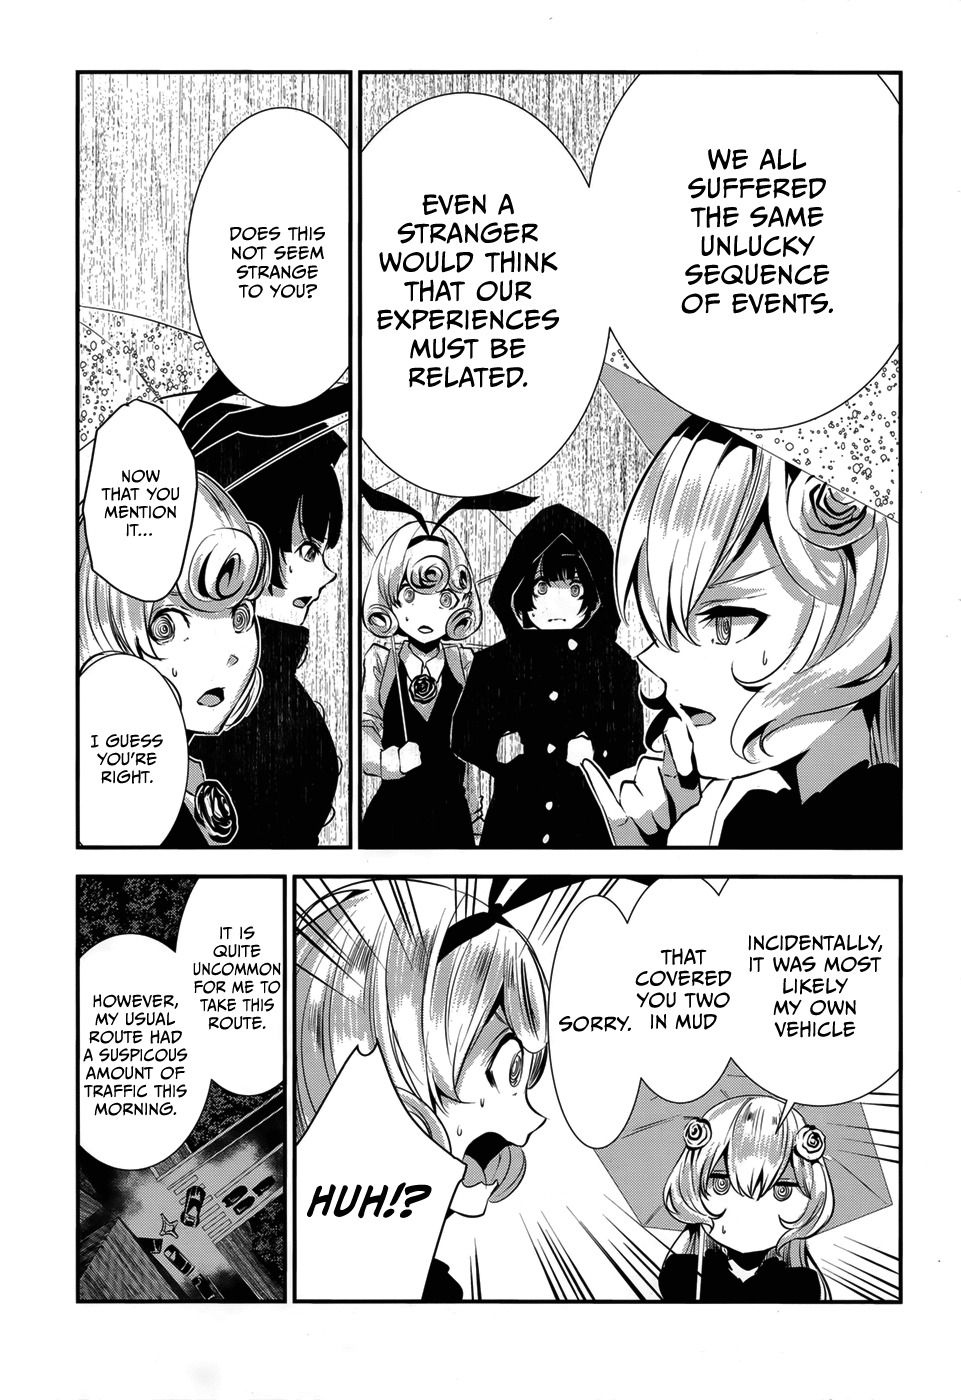 WE ALL
SUFFERED
THE SAME
UNLUCKY
SEQUENCE
OF EVENTS.
EVEN A
STRANGER
WOULD THINK
THAT OUR
EXPERIENCES
MUST BE
RELATED.
DOES THIS
NOT SEEM
STRANGE
TO YOU?
NOW
THAT YOU
MENTION
IT...
I GUESS
YOU'RE
RIGHT.
INCIDENTALLY,
IT WAS MOST
LIKELY
MY OWN
VEHICLE
THAT
COVERED
YOU TWO
IN MUD
SORRY.
HUH!?
IT IS
QUITE
UNCOMMON
FOR ME TO
TAKE THIS
ROUTE.
HOWEVER,
MY USUAL
ROUTE HAD
A SUSPICOUS
AMOUNT OF
TRAFFIC THIS
MORNING.